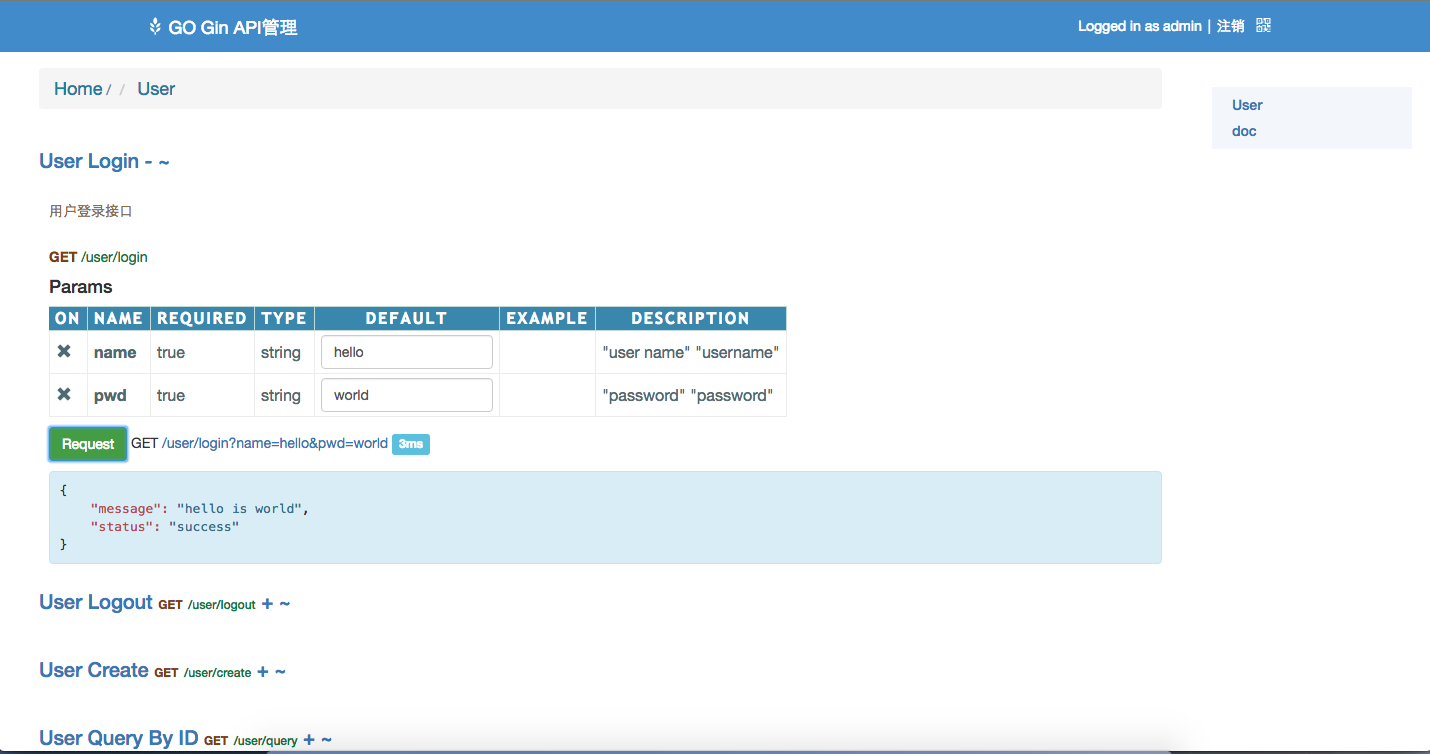 GO Gin API管理
Logged in as admin | 注销
Home / / User
User
doc
User Login - ~
用户登录接口
GET /user/login
Params
ON NAME REQUIRED TYPE DEFAULT EXAMPLE DESCRIPTION
✖ name true string hello "user name" "username"
✖ pwd true string world "password" "password"
Request GET /user/login?name=hello&pwd=world 3ms
{
"message": "hello is world",
"status": "success"
}
User Logout GET /user/logout + ~
User Create GET /user/create + ~
User Query By ID GET /user/query + ~